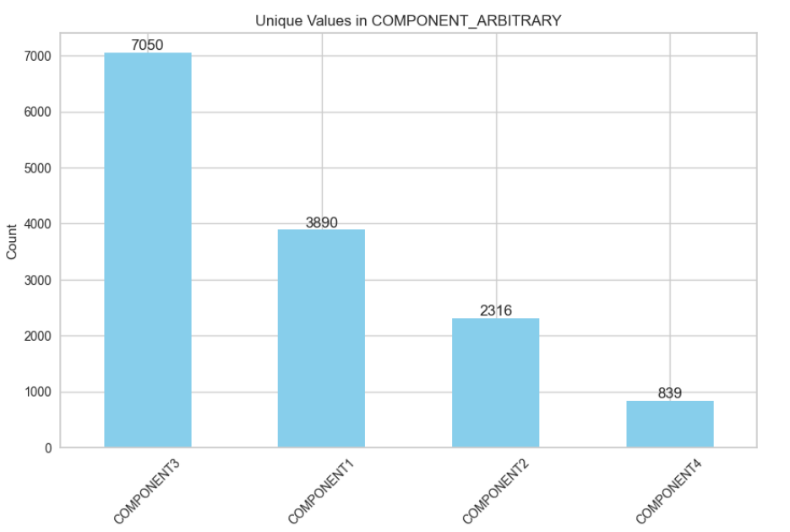 Unique Values in COMPONENT_ARBITRARY
7050
7000
6000
5000
4000
3890
3000
2316
2000
1000
839
0
Count
COMPONENT3
COMPONENT1
COMPONENT2
COMPONENT4